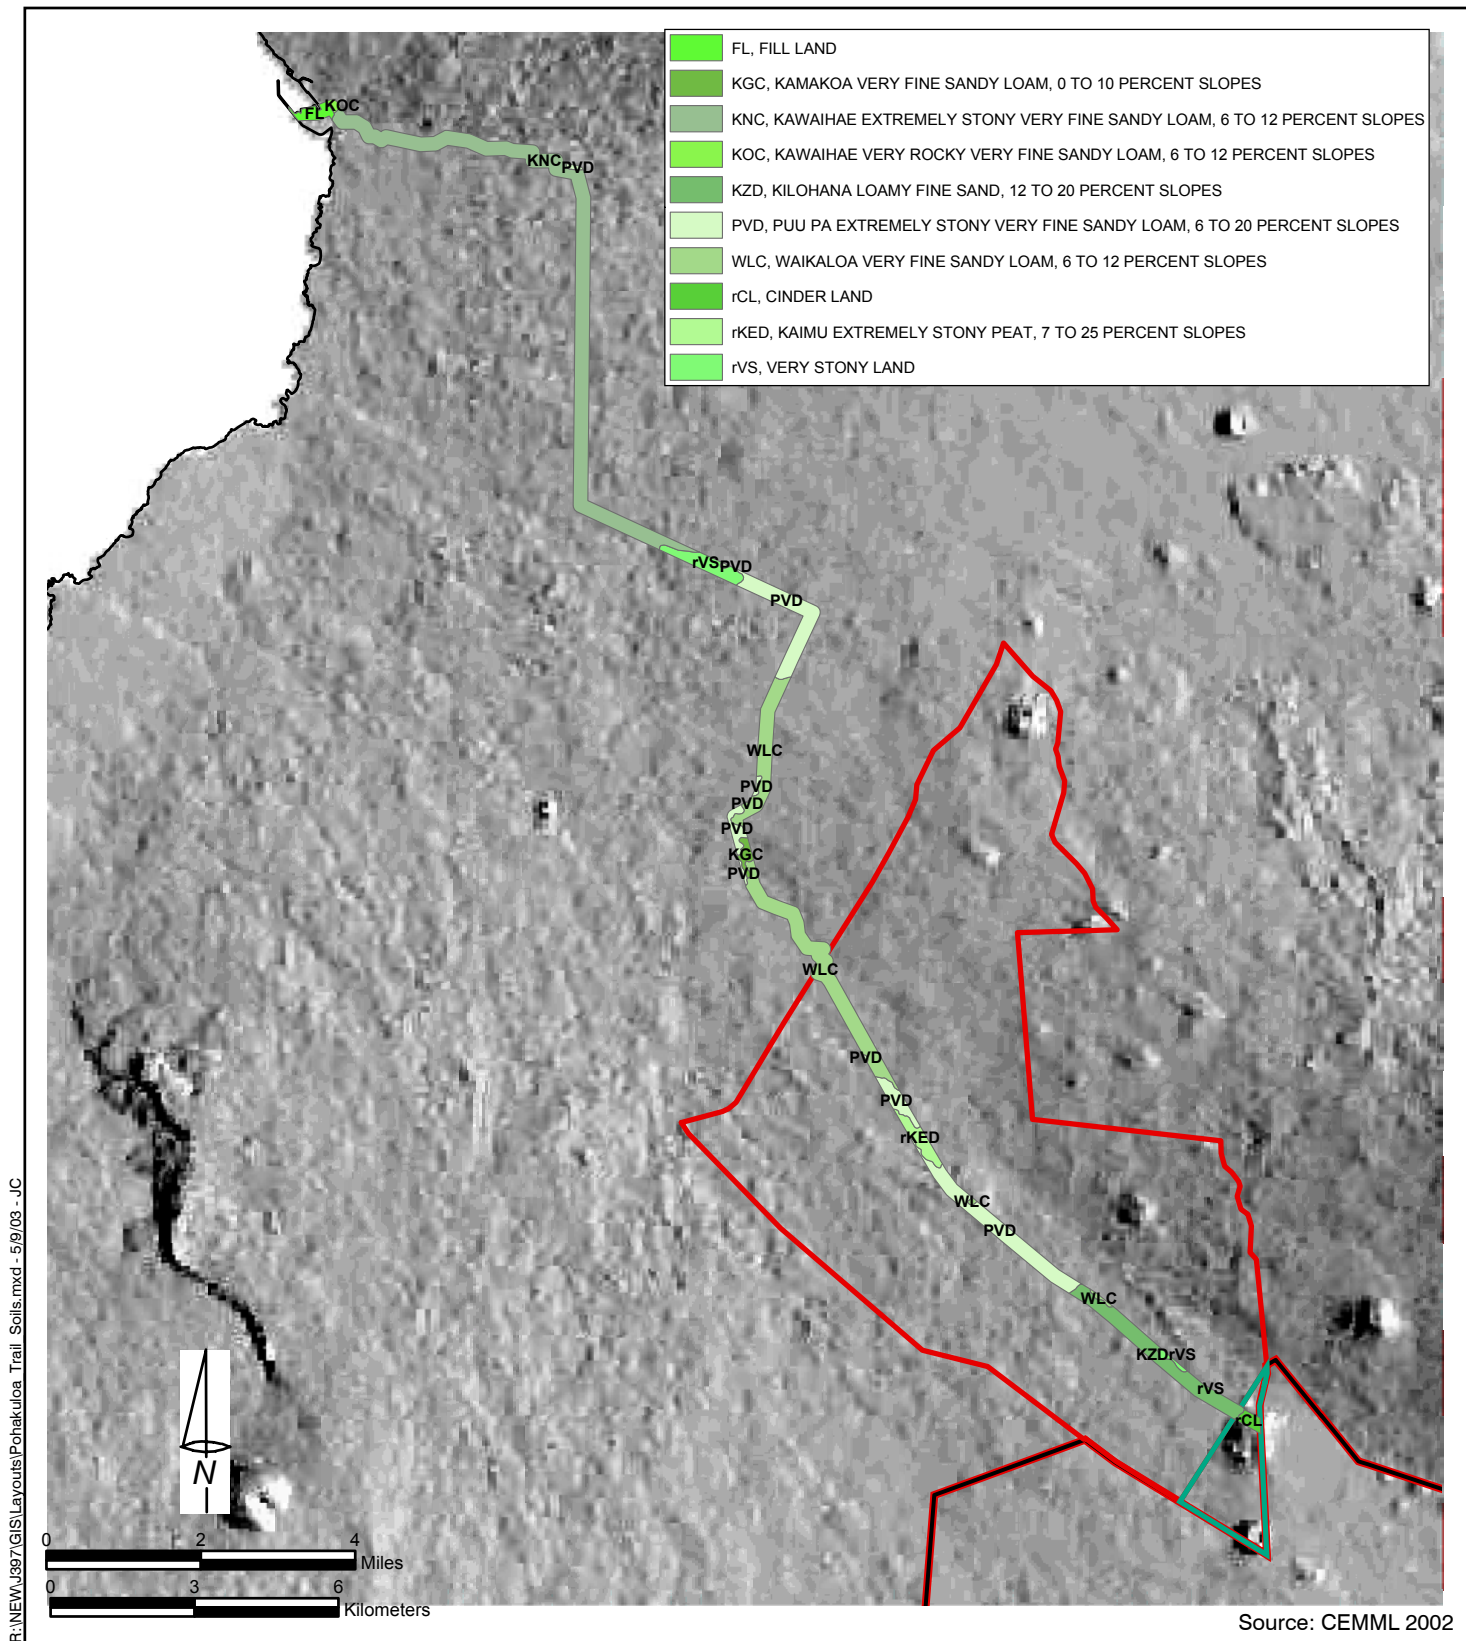 FL, FILL LAND
KGC, KAMAKOA VERY FINE SANDY LOAM, 0 TO 10 PERCENT SLOPES
KNC, KAWAIHAE EXTREMELY STONY VERY FINE SANDY LOAM, 6 TO 12 PERCENT SLOPES
KOC, KAWAIHAE VERY ROCKY VERY FINE SANDY LOAM, 6 TO 12 PERCENT SLOPES
KZD, KILOHANA LOAMY FINE SAND, 12 TO 20 PERCENT SLOPES
PVD, PUU PA EXTREMELY STONY VERY FINE SANDY LOAM, 6 TO 20 PERCENT SLOPES
WLC, WAIKALOA VERY FINE SANDY LOAM, 6 TO 12 PERCENT SLOPES
rCL, CINDER LAND
rKED, KAIMU EXTREMELY STONY PEAT, 7 TO 25 PERCENT SLOPES
rVS, VERY STONY LAND
KOC
FL
KNC
PVD
rVS
PVD
PVD
WLC
PVD
PVD
PVD
KGC
PVD
WLC
PVD
PVD
rKED
WLC
PVD
WLC
KZD
rVS
rVS
rCL
N
0 2 4
Miles
0 3 6
Kilometers
Source: CEMML 2002
R:\NEW\J397\GIS\Layouts\Pohakuloa_Trail_Soils.mxd - 5/9/03 - JC